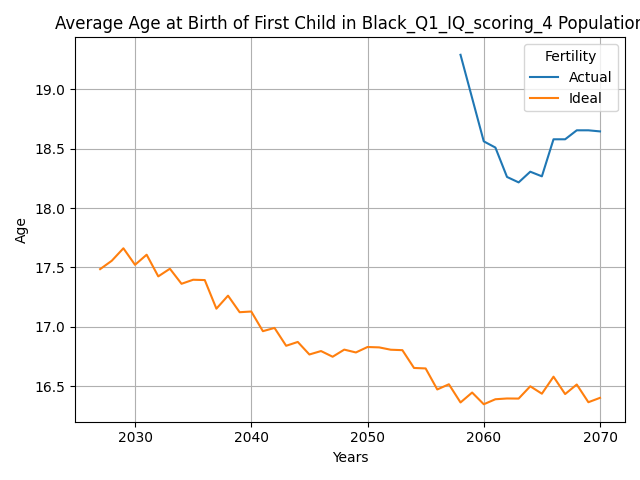 Average Age at Birth of First Child in Black_Q1_IQ_scoring_4 Population
Fertility
Actual
Ideal
19.0
18.5
18.0
17.5
17.0
16.5
Age
2030 2040 2050 2060 2070
Years